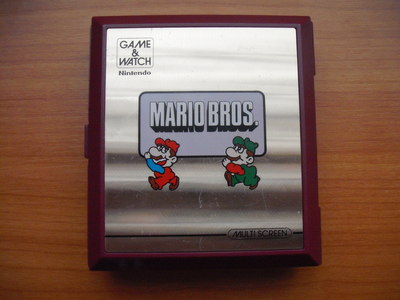 GAME
&
WATCH
Nintendo
MARIO BROS.
MULTI SCREEN